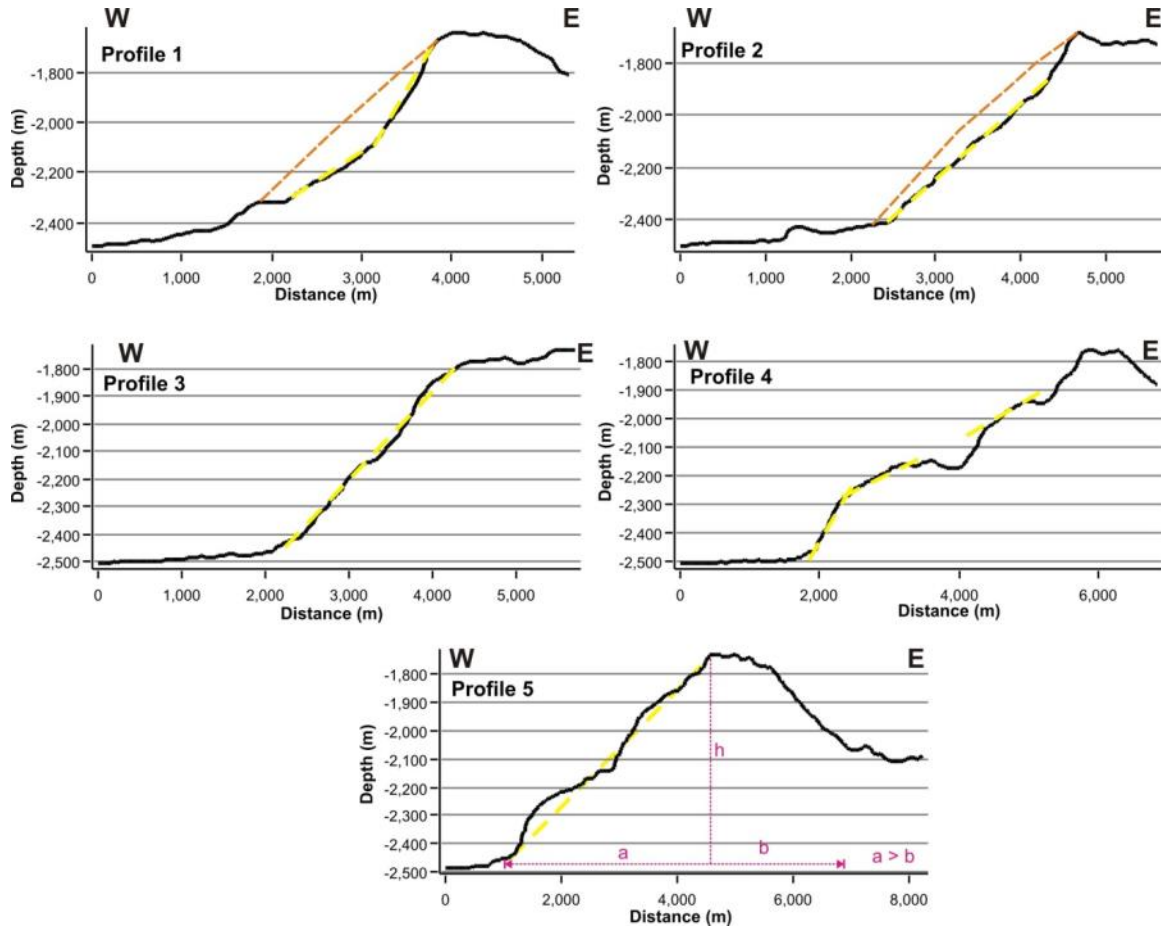 W E
Profile 1
Depth (m)
-1,800
-2,000
-2,200
-2,400
0 1,000 2,000 3,000 4,000 5,000
Distance (m)
W E
Profile 2
Depth (m)
-1,800
-2,000
-2,200
-2,400
0 1,000 2,000 3,000 4,000 5,000
Distance (m)
W E
Profile 3
Depth (m)
-1,800
-1,900
-2,000
-2,100
-2,200
-2,300
-2,400
-2,500
0 1,000 2,000 3,000 4,000 5,000
Distance (m)
W E
Profile 4
Depth (m)
-1,800
-1,900
-2,000
-2,100
-2,200
-2,300
-2,400
-2,500
0 2,000 4,000 6,000
Distance (m)
W E
Profile 5
Depth (m)
-1,800
-1,900
-2,000
-2,100
-2,200
-2,300
-2,400
-2,500
h
a b a > b
0 2,000 4,000 6,000 8,000
Distance (m)